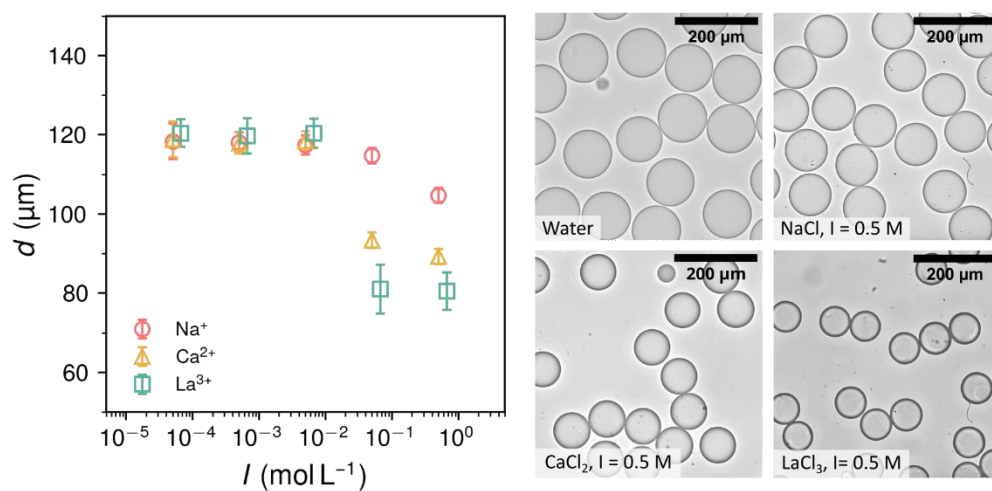 140
120
100
80
60
d (μm)
Na⁺
Ca²⁺
La³⁺
10⁻⁵ 10⁻⁴ 10⁻³ 10⁻² 10⁻¹ 10⁰
I (mol L⁻¹)
200 μm
Water
200 μm
NaCl, I = 0.5 M
200 μm
CaCl₂, I = 0.5 M
200 μm
LaCl₃, I= 0.5 M